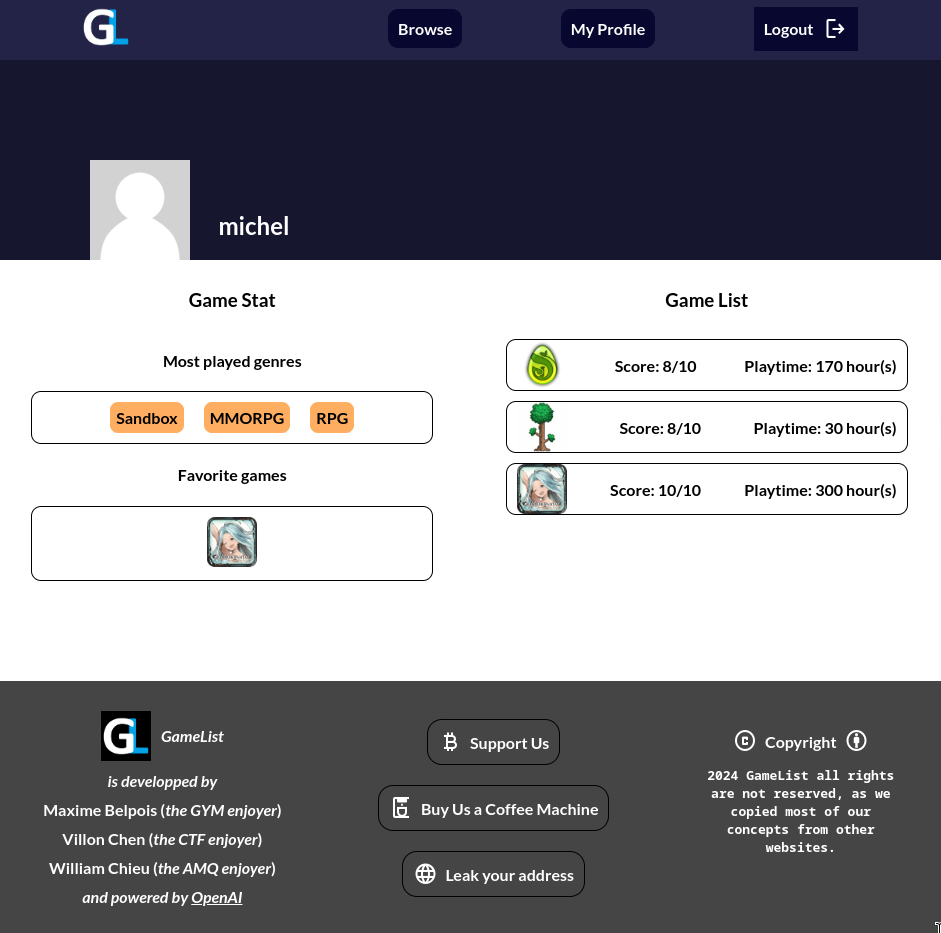 GL
Browse
My Profile
Logout
michel
Game Stat
Most played genres
Sandbox MMORPG RPG
Favorite games
Game List
Score: 8/10 Playtime: 170 hour(s)
Score: 8/10 Playtime: 30 hour(s)
Score: 10/10 Playtime: 300 hour(s)
GL GameList
is developped by
Maxime Belpois (the GYM enjoyer)
Villon Chen (the CTF enjoyer)
William Chieu (the AMQ enjoyer)
and powered by OpenAI
Support Us
Buy Us a Coffee Machine
Leak your address
Copyright
2024 GameList all rights
are not reserved, as we
copied most of our
concepts from other
websites.